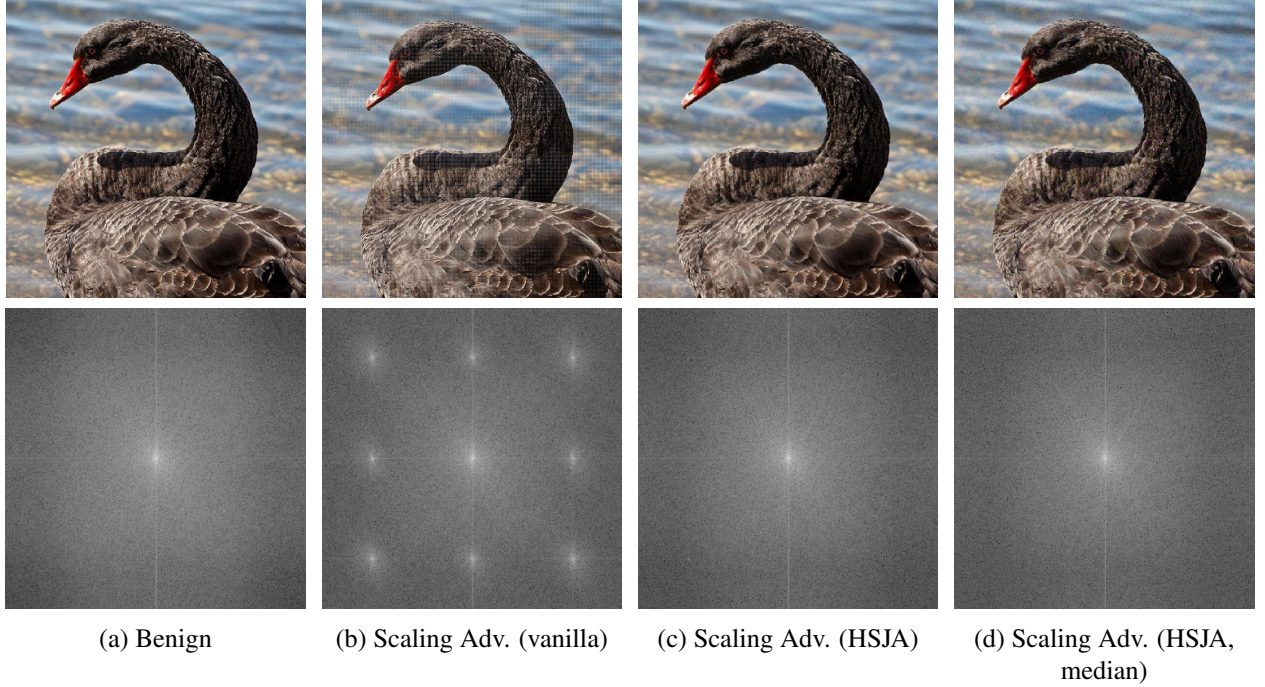 (a) Benign
(b) Scaling Adv. (vanilla)
(c) Scaling Adv. (HSJA)
(d) Scaling Adv. (HSJA,
median)